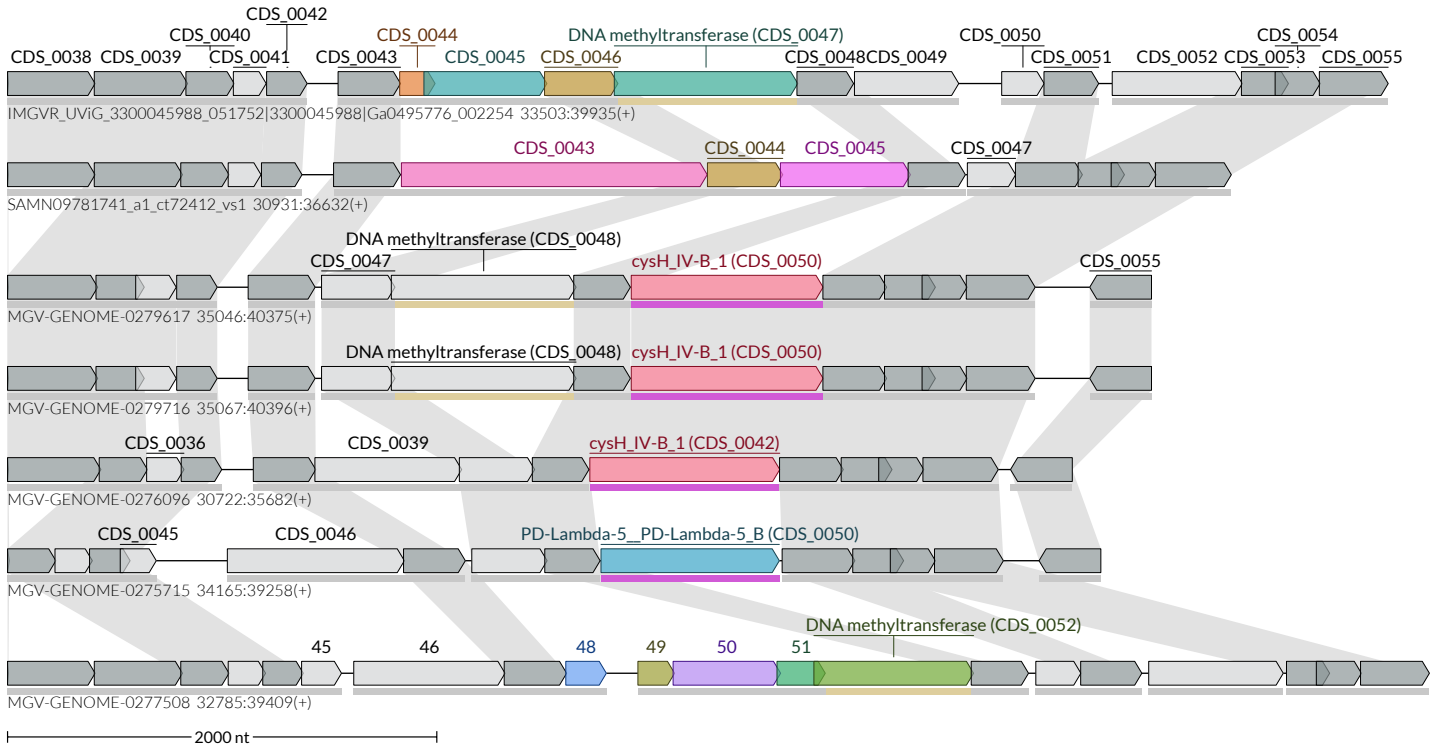 CDS_0042
CDS_0040 CDS_0044 DNA methyltransferase (CDS_0047) CDS_0050 CDS_0054
CDS_0038 CDS_0039 CDS_0041 CDS_0043 CDS_0045 CDS_0046 CDS_0048 CDS_0049 CDS_0051 CDS_0052 CDS_0053 CDS_0055
IMGVR_UViG_3300045988_051752|3300045988|Ga0495776_002254 33503:39935(+)
CDS_0043 CDS_0044 CDS_0045 CDS_0047
SAMN09781741_a1_ct72412_vs1 30931:36632(+)
DNA methyltransferase (CDS_0048)
CDS_0047 cysH_IV-B_1 (CDS_0050) CDS_0055
MGV-GENOME-0279617 35046:40375(+)
DNA methyltransferase (CDS_0048) cysH_IV-B_1 (CDS_0050)
MGV-GENOME-0279716 35067:40396(+)
CDS_0036 CDS_0039 cysH_IV-B_1 (CDS_0042)
MGV-GENOME-0276096 30722:35682(+)
CDS_0045 CDS_0046 PD-Lambda-5__PD-Lambda-5_B (CDS_0050)
MGV-GENOME-0275715 34165:39258(+)
DNA methyltransferase (CDS_0052)
45 46 48 49 50 51
MGV-GENOME-0277508 32785:39409(+)
2000 nt